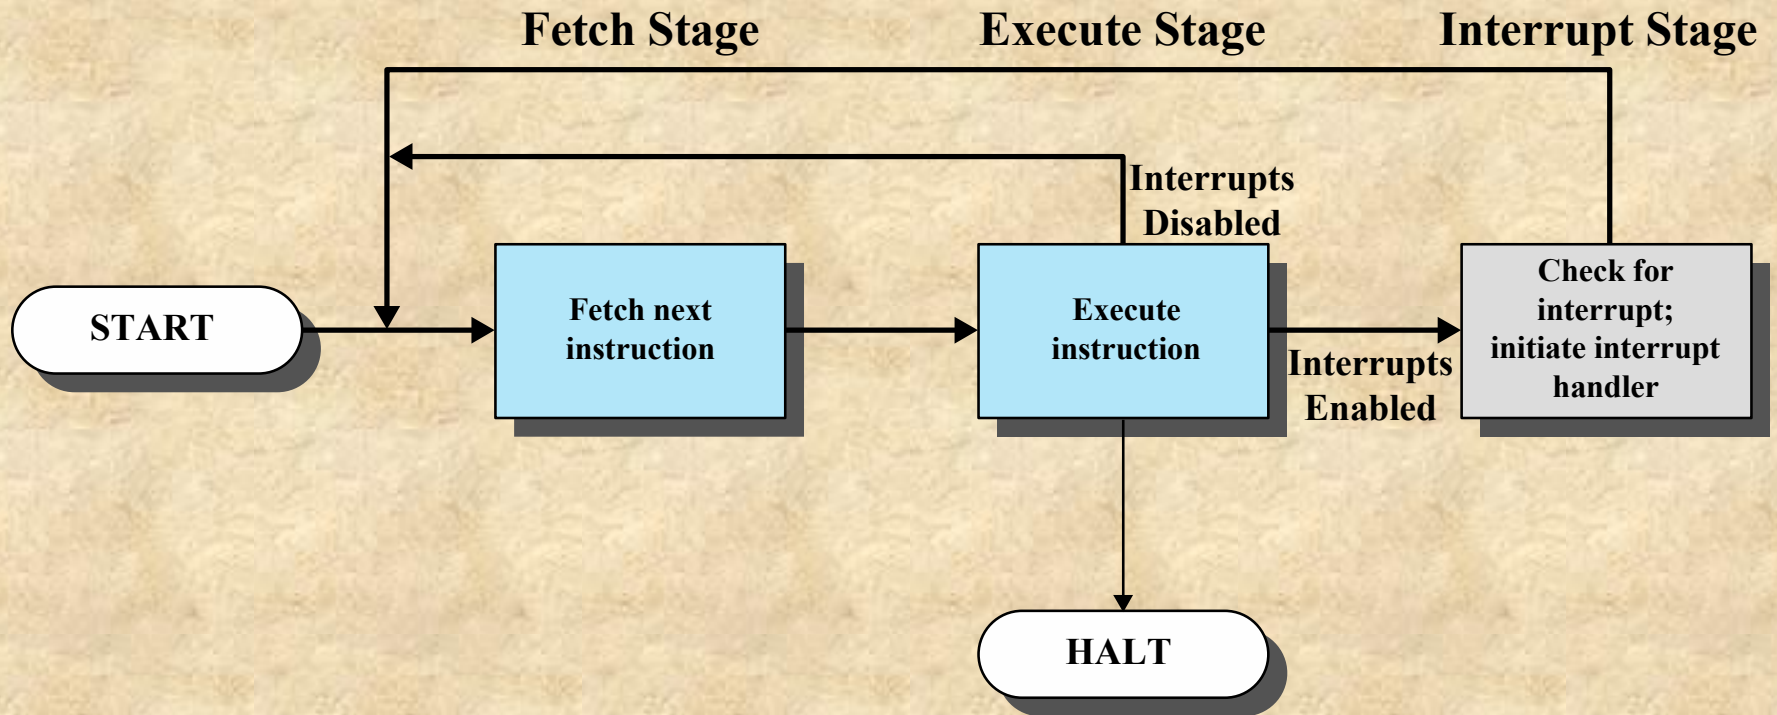 Fetch Stage
Execute Stage
Interrupt Stage
Interrupts
Disabled
START
Fetch next
instruction
Execute
instruction
Interrupts
Enabled
Check for
interrupt;
initiate interrupt
handler
HALT